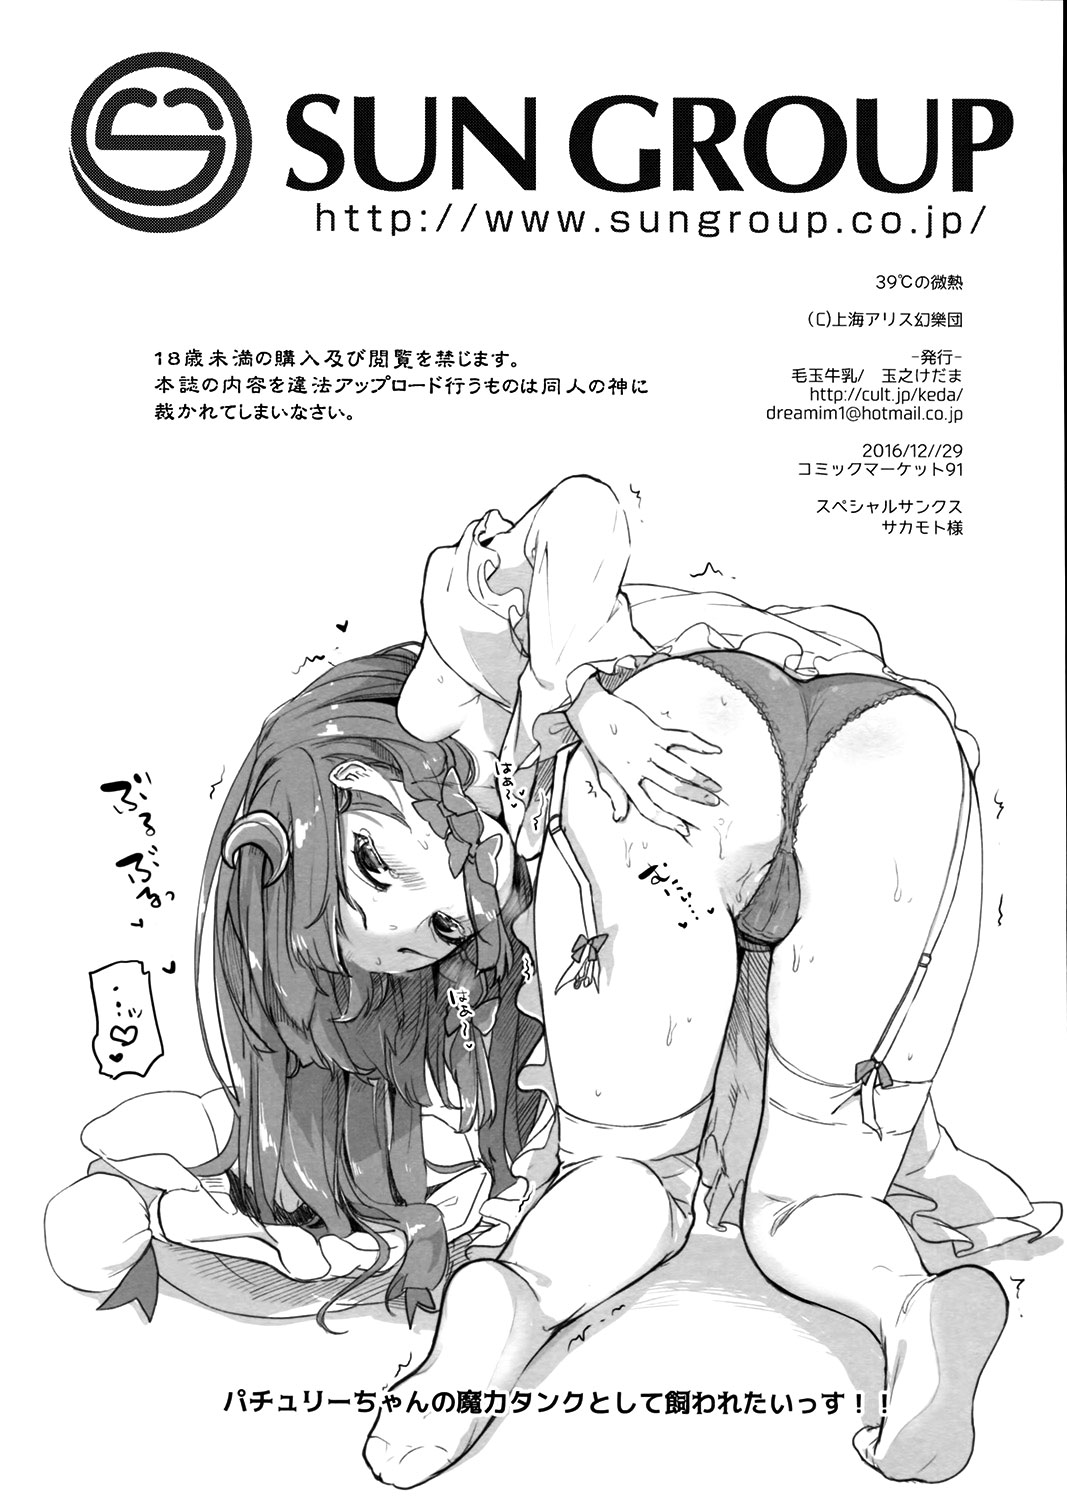 SUN GROUP
http://www.sungroup.co.jp/
39℃の微熱
(C)上海アリス幻樂団
-発行-
毛玉牛乳/ 玉之けだま
http://cult.jp/keda/
dreamim1@hotmail.co.jp
2016/12//29
コミックマーケット91
スペシャルサンクス
サカモト様
18歳未満の購入及び閲覧を禁じます。
本誌の内容を違法アップロード行うものは同人の神に
裁かれてしまいなさい。
はぁ〜♥
ぶる
ぶるっ
は……♥
…♥
はぁ〜♥
パチュリーちゃんの魔力タンクとして飼われたいっす!!